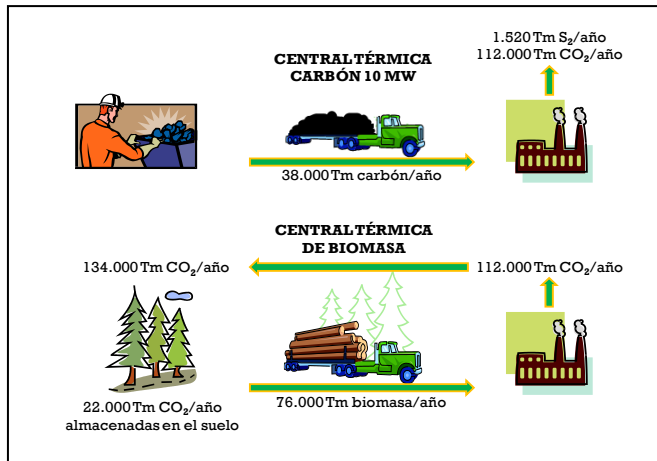 1.520 Tm S₂/año
112.000 Tm CO₂/año
CENTRAL TÉRMICA
CARBÓN 10 MW
38.000 Tm carbón/año
CENTRAL TÉRMICA
DE BIOMASA
134.000 Tm CO₂/año
112.000 Tm CO₂/año
22.000 Tm CO₂/año
almacenadas en el suelo
76.000 Tm biomasa/año